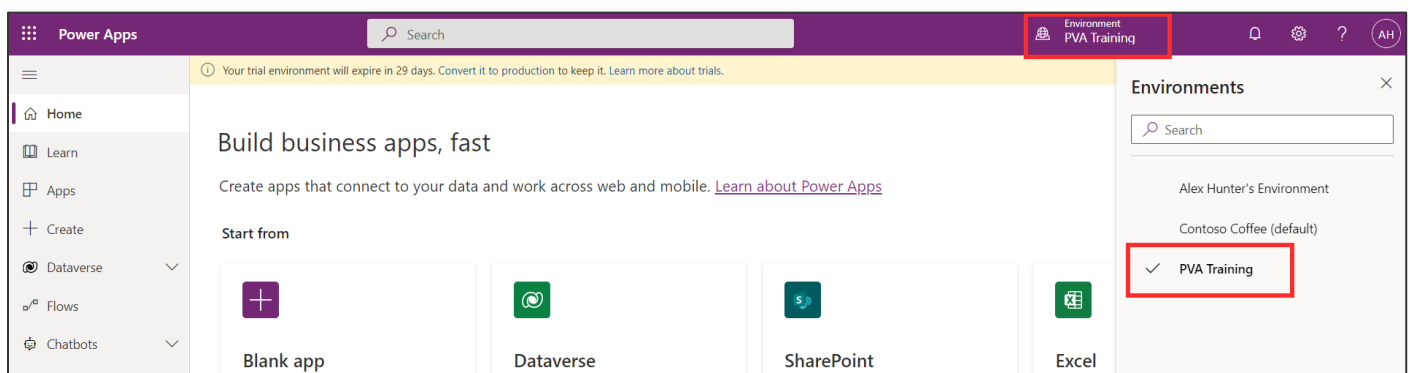 Power Apps
Search
Environment
PVA Training
AH
Your trial environment will expire in 29 days. Convert it to production to keep it. Learn more about trials.
Home
Learn
Apps
Create
Dataverse
Flows
Chatbots
Build business apps, fast
Create apps that connect to your data and work across web and mobile. Learn about Power Apps
Start from
Blank app
Dataverse
SharePoint
Excel
Environments
Search
Alex Hunter's Environment
Contoso Coffee (default)
PVA Training